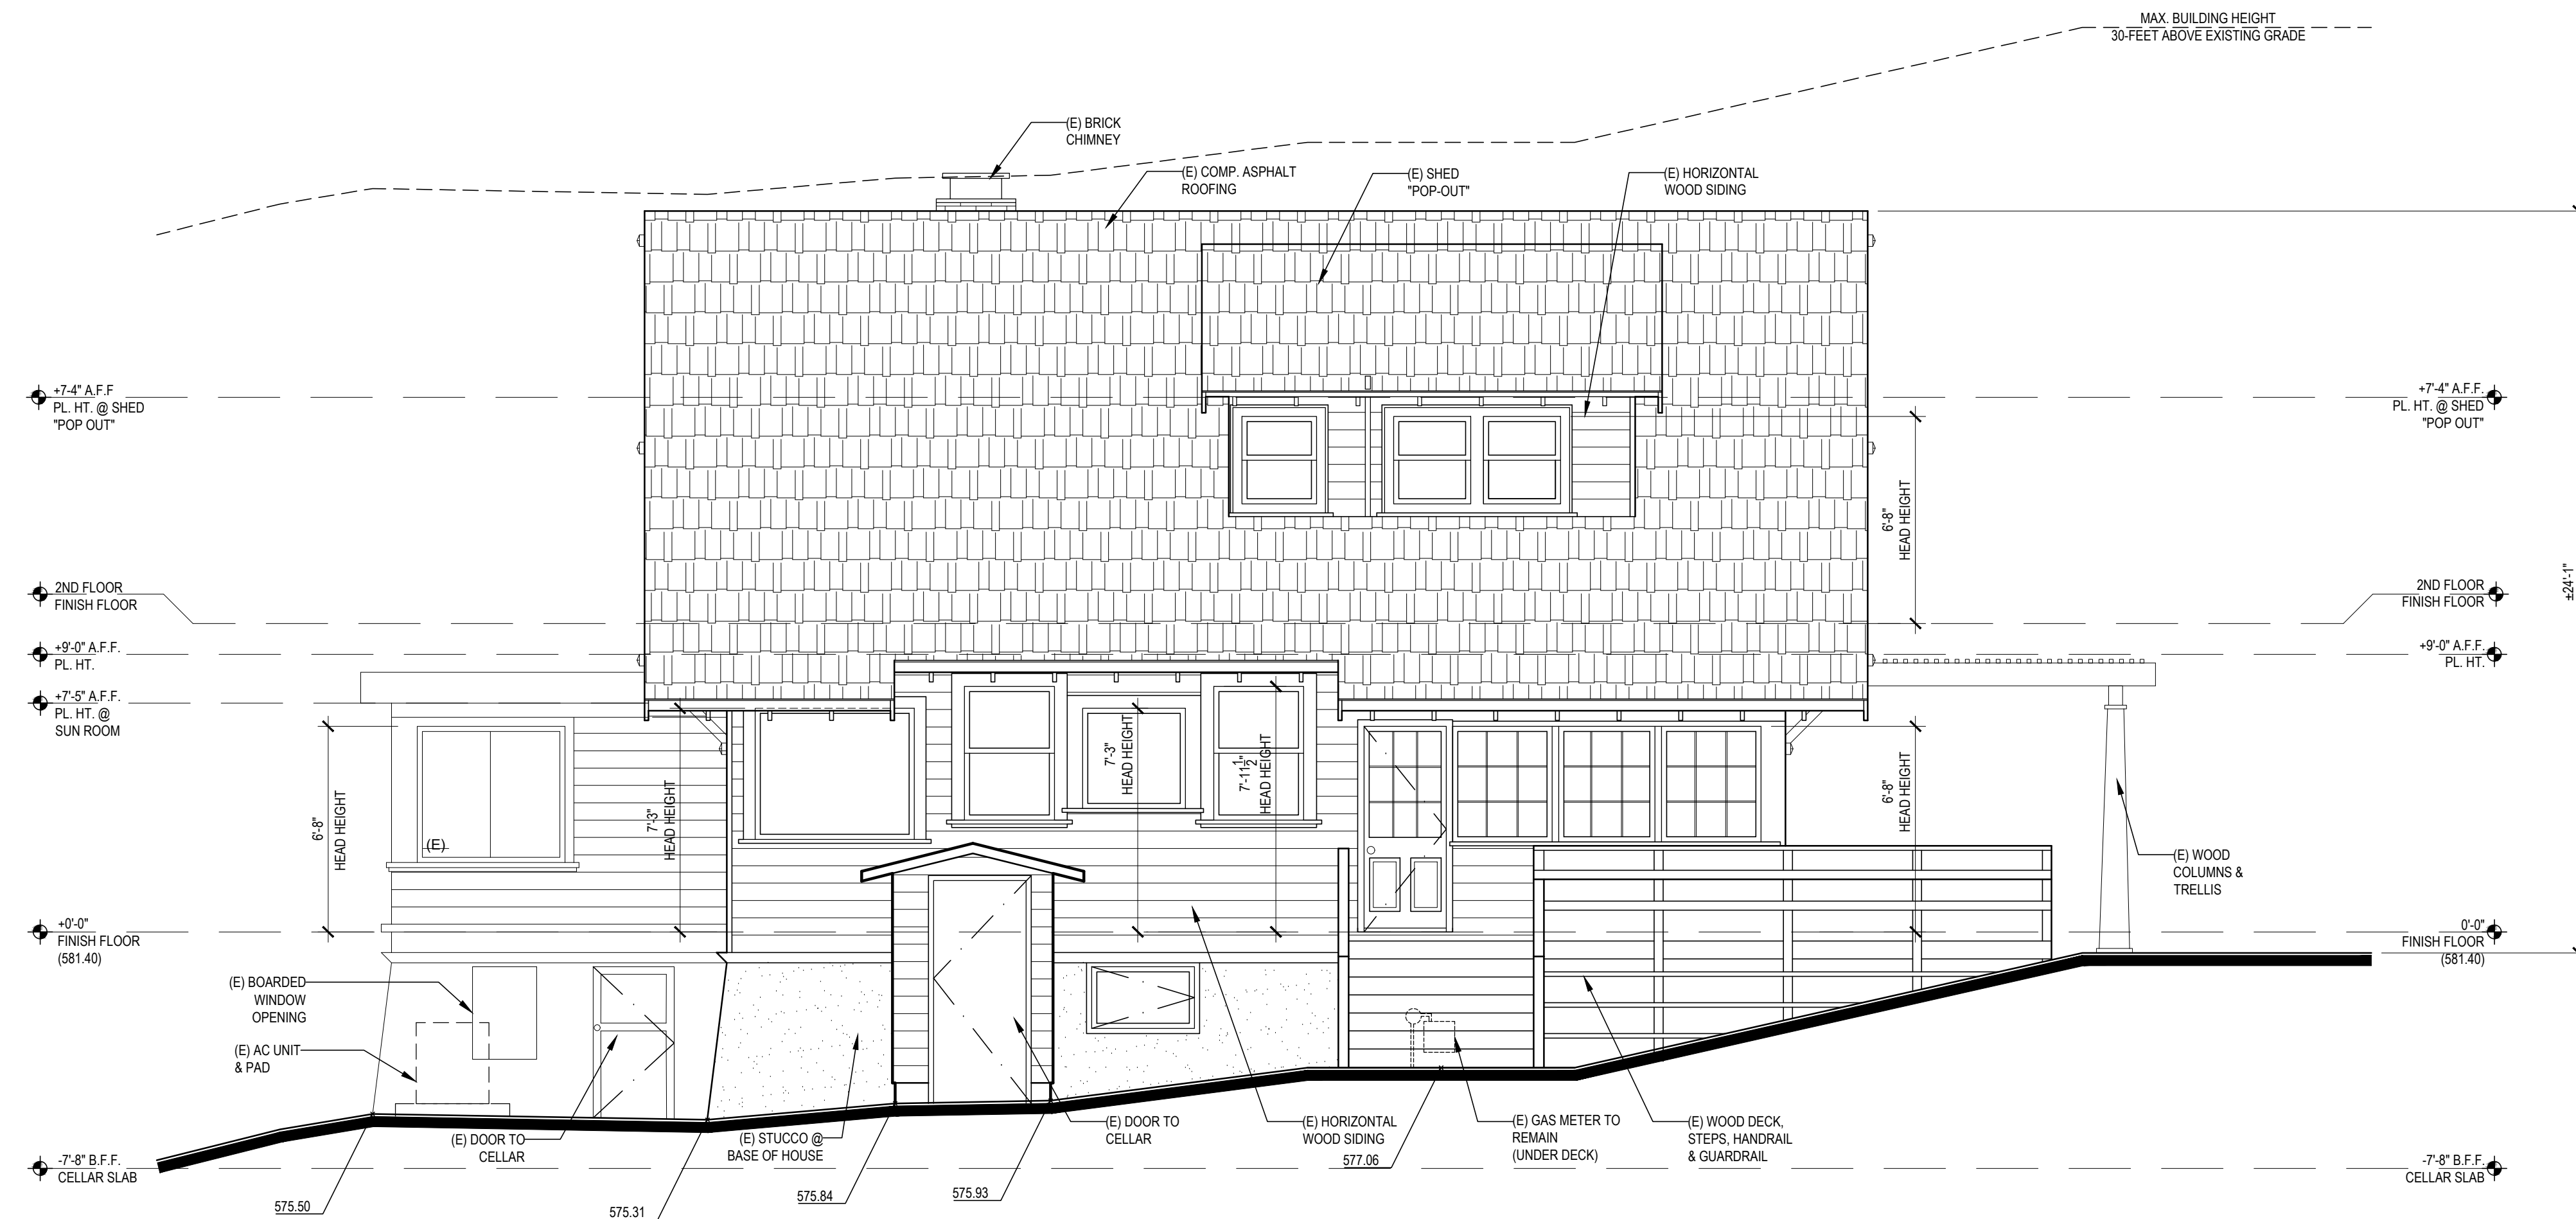 MAX. BUILDING HEIGHT
30-FEET ABOVE EXISTING GRADE
(E) BRICK
CHIMNEY
(E) COMP. ASPHALT
ROOFING
(E) SHED
"POP-OUT"
(E) HORIZONTAL
WOOD SIDING
+7-4" A.F.F
PL. HT. @ SHED
"POP OUT"
+7'-4" A.F.F.
PL. HT. @ SHED
"POP OUT"
6'-8"
HEAD HEIGHT
±24'-1"
2ND FLOOR
FINISH FLOOR
2ND FLOOR
FINISH FLOOR
+9'-0" A.F.F.
PL. HT.
+9'-0" A.F.F.
PL. HT.
+7'-5" A.F.F.
PL. HT. @
SUN ROOM
6'-8"
HEAD HEIGHT
(E)
7'-3"
HEAD HEIGHT
7'-3"
HEAD HEIGHT
7'-11 1/2"
HEAD HEIGHT
6'-8"
HEAD HEIGHT
(E) WOOD
COLUMNS &
TRELLIS
+0'-0"
FINISH FLOOR
(581.40)
0'-0"
FINISH FLOOR
(581.40)
(E) BOARDED
WINDOW
OPENING
(E) AC UNIT
& PAD
(E) DOOR TO
CELLAR
(E) STUCCO @
BASE OF HOUSE
(E) DOOR TO
CELLAR
(E) HORIZONTAL
WOOD SIDING
577.06
(E) GAS METER TO
REMAIN
(UNDER DECK)
(E) WOOD DECK,
STEPS, HANDRAIL
& GUARDRAIL
-7'-8" B.F.F.
CELLAR SLAB
-7'-8" B.F.F.
CELLAR SLAB
575.50
575.31
575.84
575.93